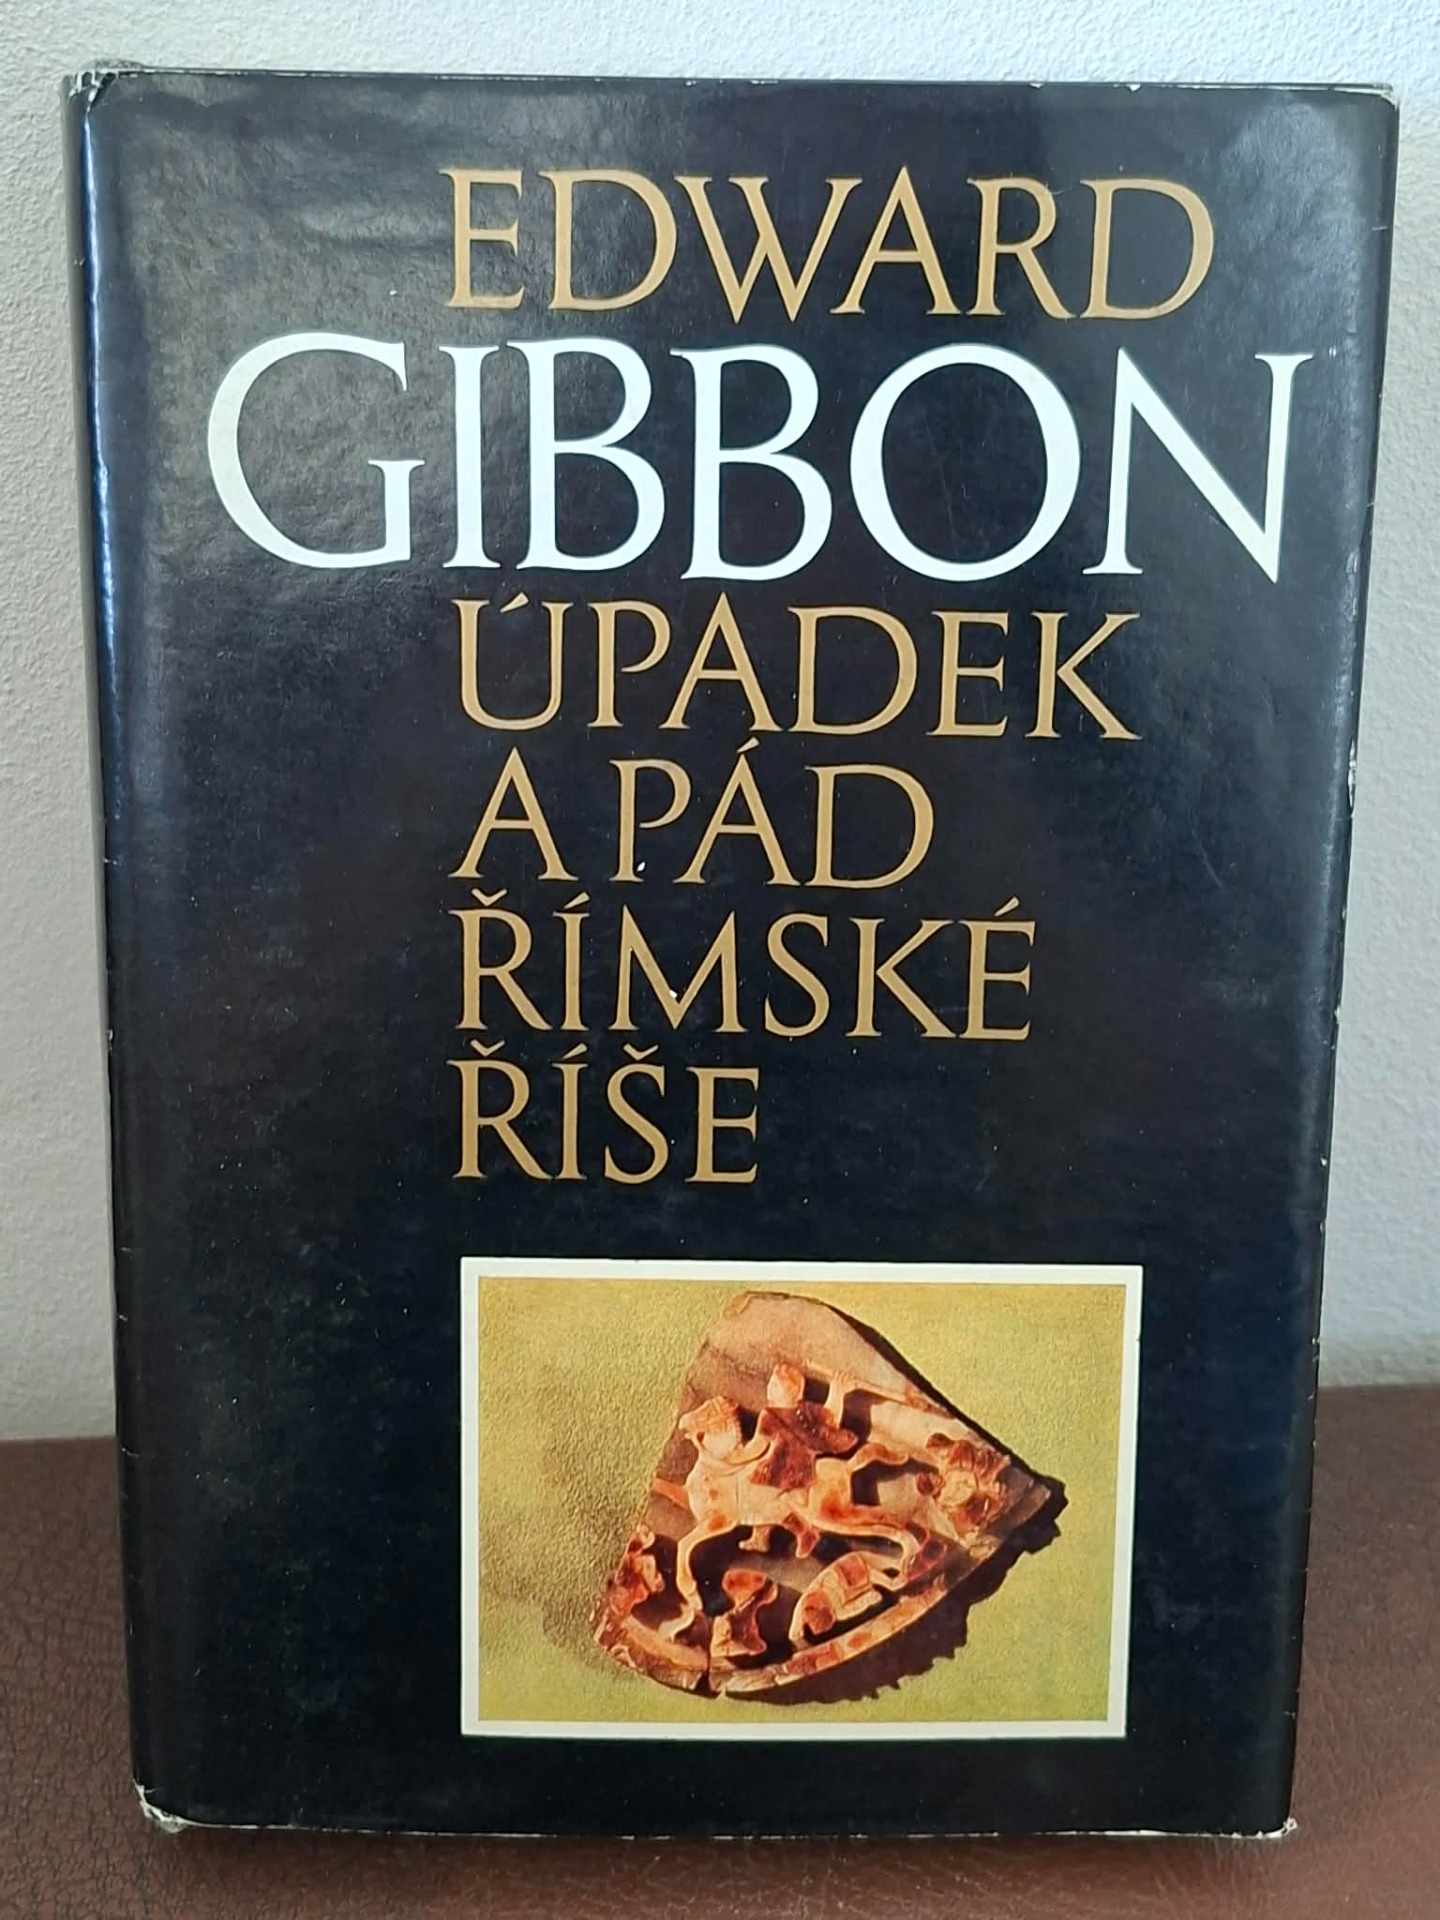 EDWARD
GIBBON
ÚPADEK
A PÁD
ŘÍMSKÉ
ŘÍŠE